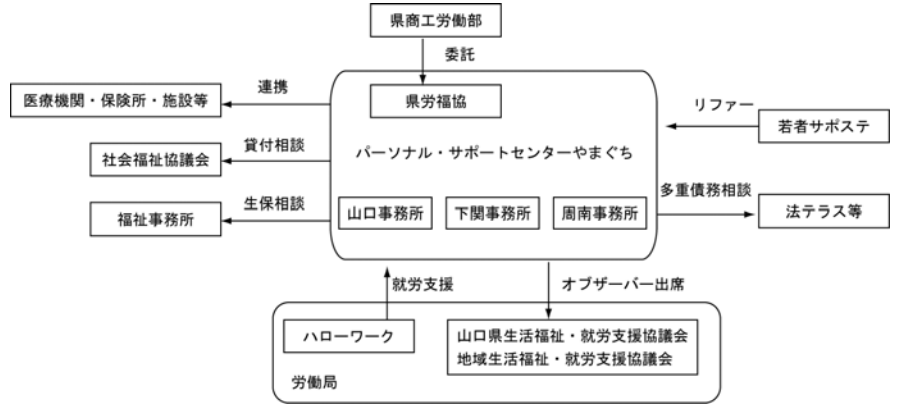 県商工労働部
委託
県労福協
パーソナル・サポートセンターやまぐち
山口事務所
下関事務所
周南事務所
連携
医療機関・保険所・施設等
貸付相談
社会福祉協議会
生保相談
福祉事務所
リファー
若者サポステ
多重債務相談
法テラス等
就労支援
オブザーバー出席
ハローワーク
山口県生活福祉・就労支援協議会
地域生活福祉・就労支援協議会
労働局